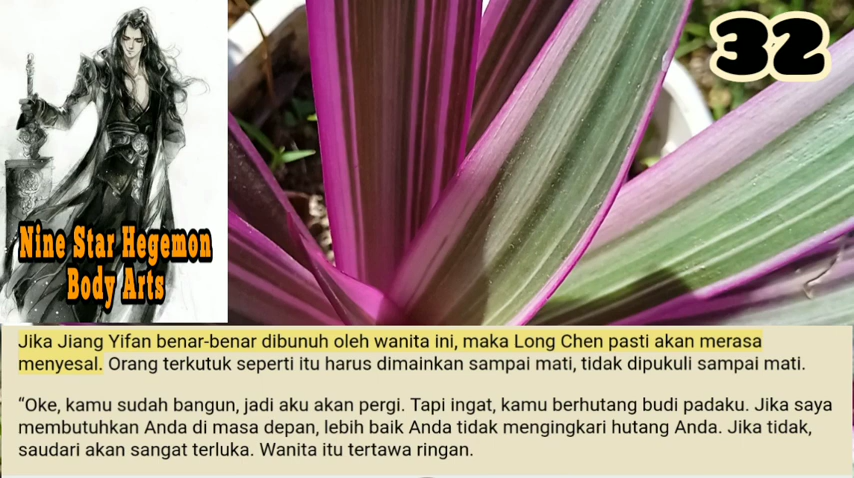 32
Nine Star Hegemon
Body Arts
Jika Jiang Yifan benar-benar dibunuh oleh wanita ini, maka Long Chen pasti akan merasa
menyesal. Orang terkutuk seperti itu harus dimainkan sampai mati, tidak dipukuli sampai mati.
“Oke, kamu sudah bangun, jadi aku akan pergi. Tapi ingat, kamu berhutang budi padaku. Jika saya
membutuhkan Anda di masa depan, lebih baik Anda tidak mengingkari hutang Anda. Jika tidak,
saudari akan sangat terluka. Wanita itu tertawa ringan.